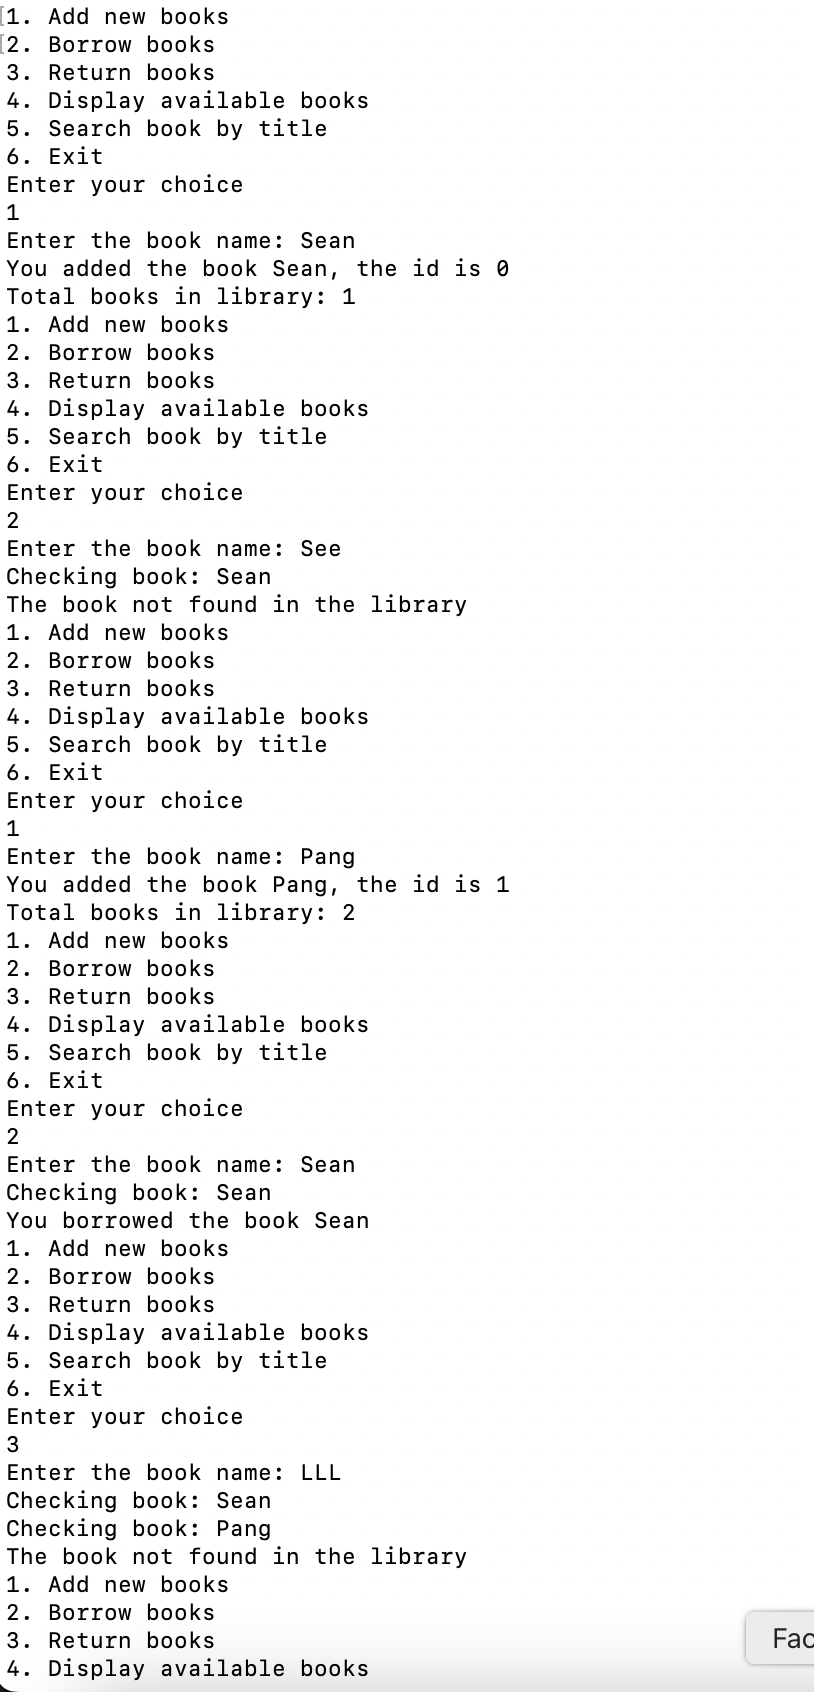 1. Add new books
2. Borrow books
3. Return books
4. Display available books
5. Search book by title
6. Exit
Enter your choice
1
Enter the book name: Sean
You added the book Sean, the id is 0
Total books in library: 1
1. Add new books
2. Borrow books
3. Return books
4. Display available books
5. Search book by title
6. Exit
Enter your choice
2
Enter the book name: See
Checking book: Sean
The book not found in the library
1. Add new books
2. Borrow books
3. Return books
4. Display available books
5. Search book by title
6. Exit
Enter your choice
1
Enter the book name: Pang
You added the book Pang, the id is 1
Total books in library: 2
1. Add new books
2. Borrow books
3. Return books
4. Display available books
5. Search book by title
6. Exit
Enter your choice
2
Enter the book name: Sean
Checking book: Sean
You borrowed the book Sean
1. Add new books
2. Borrow books
3. Return books
4. Display available books
5. Search book by title
6. Exit
Enter your choice
3
Enter the book name: LLL
Checking book: Sean
Checking book: Pang
The book not found in the library
1. Add new books
2. Borrow books
3. Return books
4. Display available books